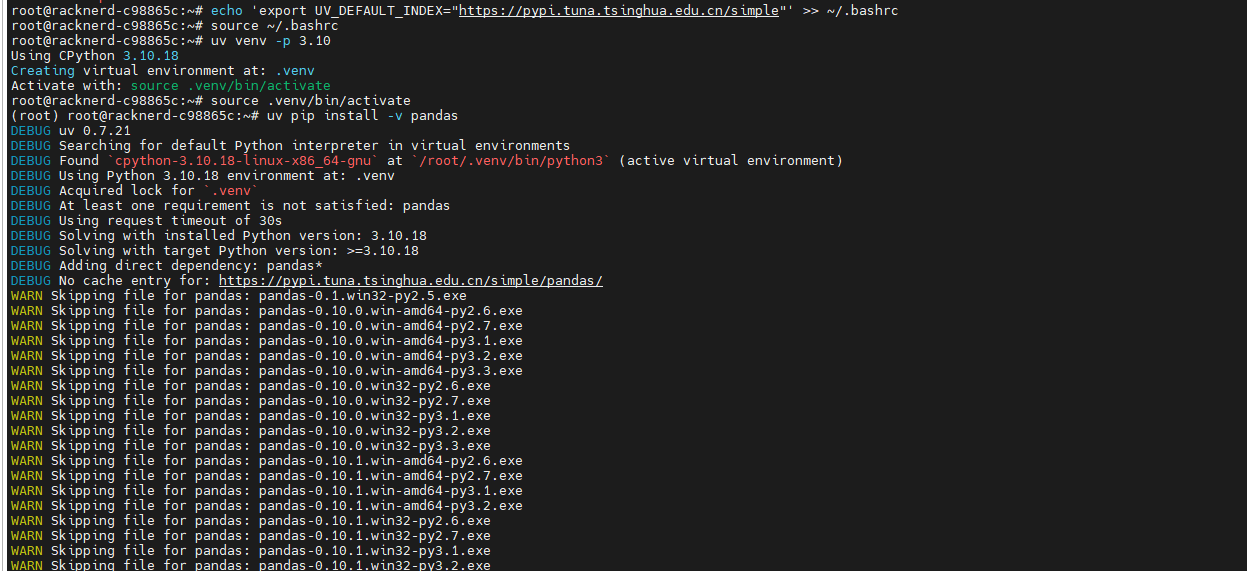 root@racknerd-c98865c:~# echo 'export UV_DEFAULT_INDEX="https://pypi.tuna.tsinghua.edu.cn/simple"' >> ~/.bashrc
root@racknerd-c98865c:~# source ~/.bashrc
root@racknerd-c98865c:~# uv venv -p 3.10
Using CPython 3.10.18
Creating virtual environment at: .venv
Activate with: source .venv/bin/activate
root@racknerd-c98865c:~# source .venv/bin/activate
(root) root@racknerd-c98865c:~# uv pip install -v pandas
DEBUG uv 0.7.21
DEBUG Searching for default Python interpreter in virtual environments
DEBUG Found `cpython-3.10.18-linux-x86_64-gnu` at `/root/.venv/bin/python3` (active virtual environment)
DEBUG Using Python 3.10.18 environment at: .venv
DEBUG Acquired lock for `.venv`
DEBUG At least one requirement is not satisfied: pandas
DEBUG Using request timeout of 30s
DEBUG Solving with installed Python version: 3.10.18
DEBUG Solving with target Python version: >=3.10.18
DEBUG Adding direct dependency: pandas*
DEBUG No cache entry for: https://pypi.tuna.tsinghua.edu.cn/simple/pandas/
WARN Skipping file for pandas: pandas-0.1.win32-py2.5.exe
WARN Skipping file for pandas: pandas-0.10.0.win-amd64-py2.6.exe
WARN Skipping file for pandas: pandas-0.10.0.win-amd64-py2.7.exe
WARN Skipping file for pandas: pandas-0.10.0.win-amd64-py3.1.exe
WARN Skipping file for pandas: pandas-0.10.0.win-amd64-py3.2.exe
WARN Skipping file for pandas: pandas-0.10.0.win-amd64-py3.3.exe
WARN Skipping file for pandas: pandas-0.10.0.win32-py2.6.exe
WARN Skipping file for pandas: pandas-0.10.0.win32-py2.7.exe
WARN Skipping file for pandas: pandas-0.10.0.win32-py3.1.exe
WARN Skipping file for pandas: pandas-0.10.0.win32-py3.2.exe
WARN Skipping file for pandas: pandas-0.10.0.win32-py3.3.exe
WARN Skipping file for pandas: pandas-0.10.1.win-amd64-py2.6.exe
WARN Skipping file for pandas: pandas-0.10.1.win-amd64-py2.7.exe
WARN Skipping file for pandas: pandas-0.10.1.win-amd64-py3.1.exe
WARN Skipping file for pandas: pandas-0.10.1.win-amd64-py3.2.exe
WARN Skipping file for pandas: pandas-0.10.1.win32-py2.6.exe
WARN Skipping file for pandas: pandas-0.10.1.win32-py2.7.exe
WARN Skipping file for pandas: pandas-0.10.1.win32-py3.1.exe
WARN Skipping file for pandas: pandas-0.10.1.win32-py3.2.exe